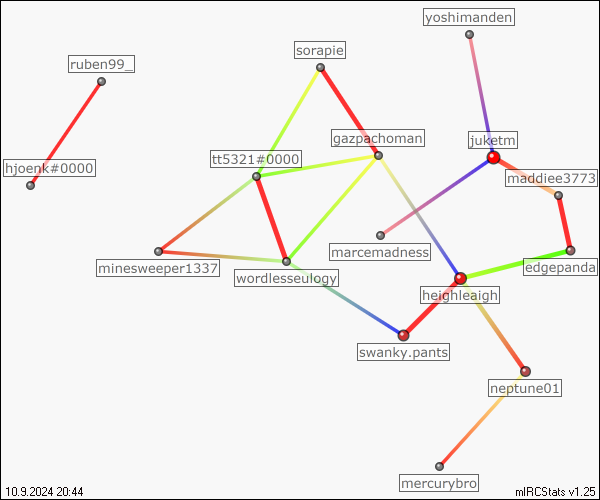 yoshimanden
sorapie
ruben99_
gazpachoman
juketm
tt5321#0000
hjoenk#0000
maddiee3773
marcemadness
minesweeper1337
edgepanda
wordlesseulogy
heighleaigh
swanky.pants
neptune01
mercurybro
10.9.2024 20:44
mIRCStats v1.25